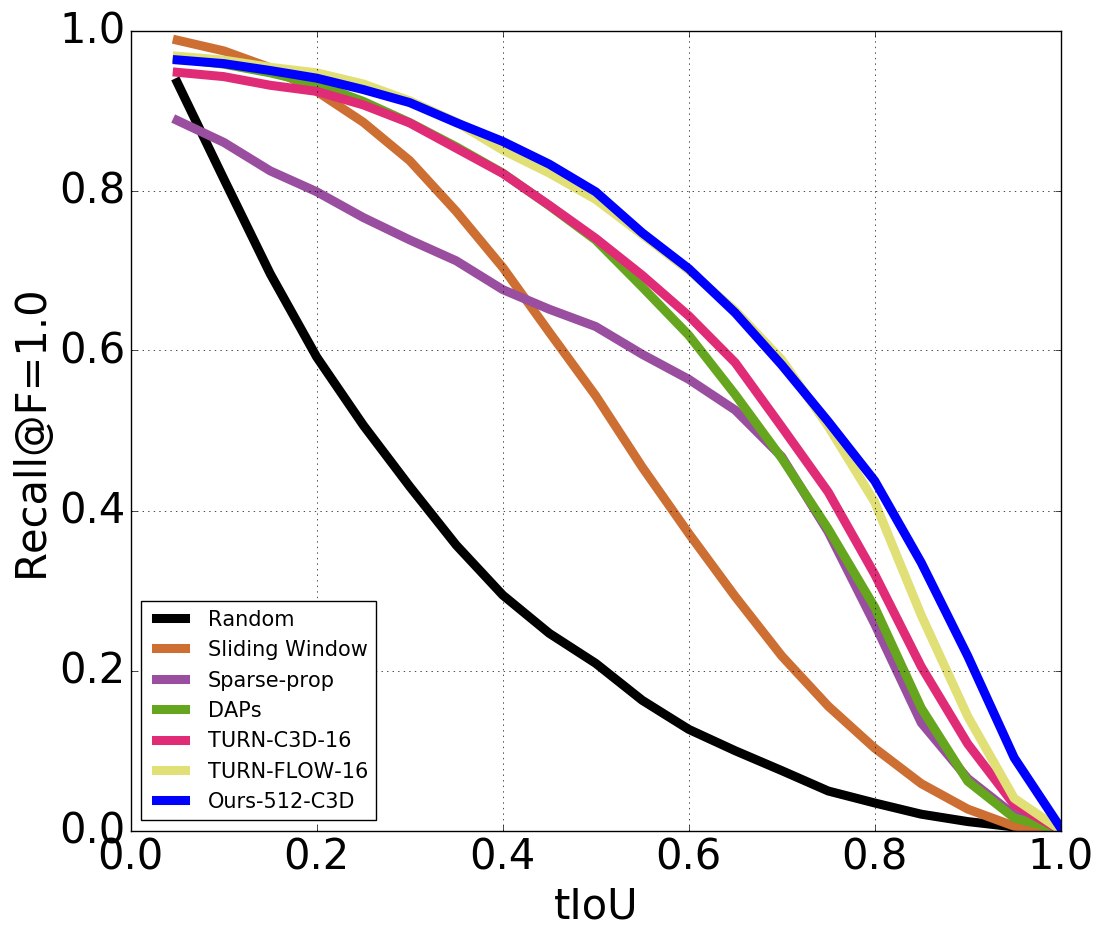 1.0
0.8
0.6
0.4
0.2
0.0
Recall@F=1.0
Random
Sliding Window
Sparse-prop
DAPs
TURN-C3D-16
TURN-FLOW-16
Ours-512-C3D
0.0 0.2 0.4 0.6 0.8 1.0
tIoU